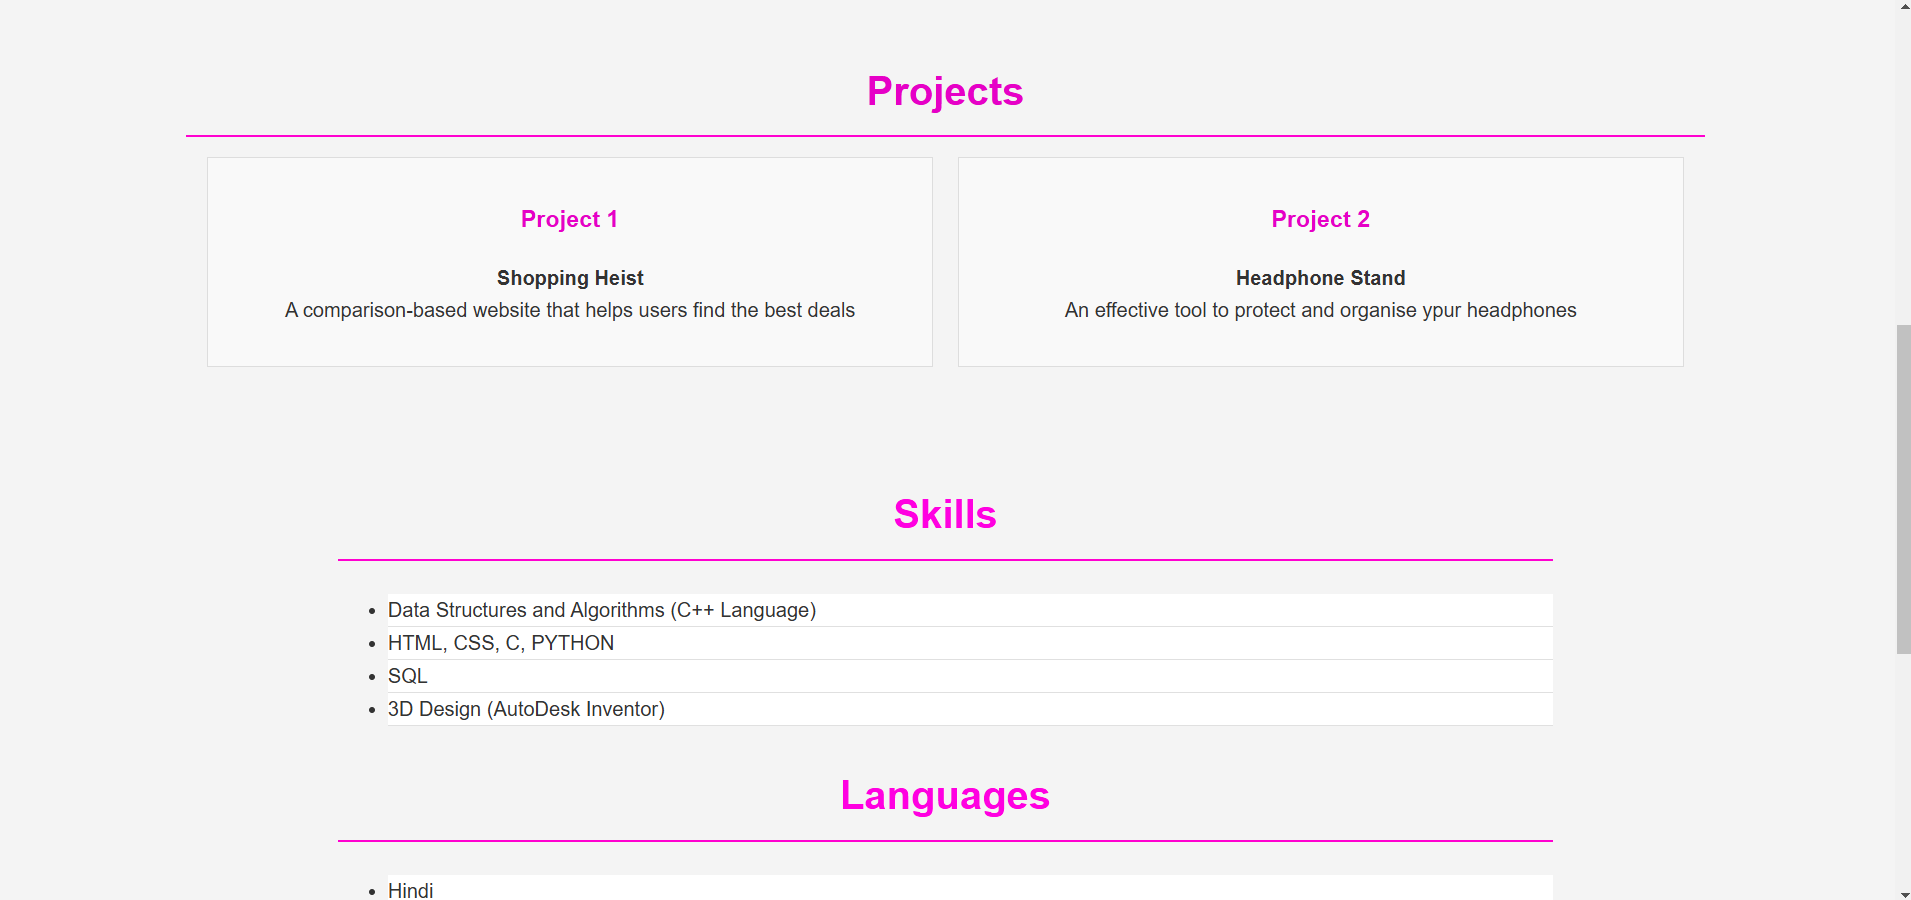 Projects
Project 1
Shopping Heist
A comparison-based website that helps users find the best deals
Project 2
Headphone Stand
An effective tool to protect and organise ypur headphones
Skills
• Data Structures and Algorithms (C++ Language)
• HTML, CSS, C, PYTHON
• SQL
• 3D Design (AutoDesk Inventor)
Languages
• Hindi